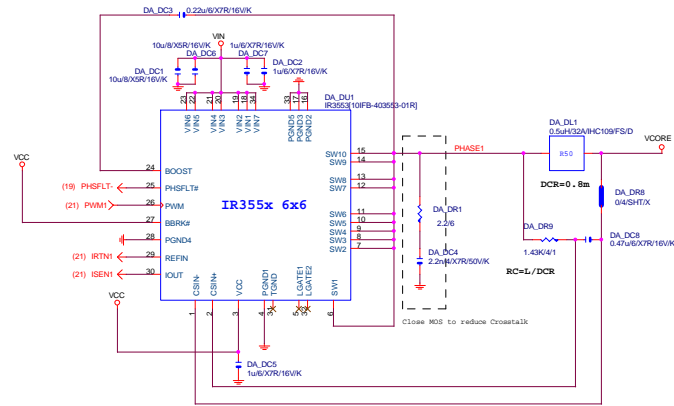 DA_DC3
0.22u/6/X7R/16V/K
VIN
10u/8/X5R/16V/K
1u/6/X7R/16V/K
DA_DC6
DA_DC7
DA_DC1
10u/8/X5R/16V/K
DA_DC2
1u/6/X7R/16V/K
DA_DU1
IR3553[10IFB-403553-01R]
23
22
21
20
19
18
34
33
17
16
VIN6
VIN5
VIN4
VIN3
VIN2
VIN1
VIN7
PGND5
PGND3
PGND2
VCC
24
BOOST
(19) PHSFLT-
25
PHSFLT#
(21) PWM1
26
PWM
27
BBRK#
28
PGND4
(21) IRTN1
29
REFIN
(21) ISEN1
30
IOUT
IR355x 6x6
SW10
15
SW9
14
SW8
13
SW7
12
SW6
11
SW5
10
SW4
9
SW3
8
SW2
7
CSIN-
CSIN+
VCC
PGND1
TGND
LGATE1
LGATE2
SW1
1
2
3
4
31
5
32
6
PHASE1
DA_DR1
2.2/6
DA_DC4
2.2n/4/X7R/50V/K
Close MOS to reduce Crosstalk
DA_DL1
0.5uH/32A/IHC109/FS/D
R50
VCORE
DCR=0.8m
DA_DR8
0/4/SHT/X
DA_DR9
1.43K/4/1
DA_DC8
0.47u/6/X7R/16V/K
RC=L/DCR
VCC
DA_DC5
1u/6/X7R/16V/K